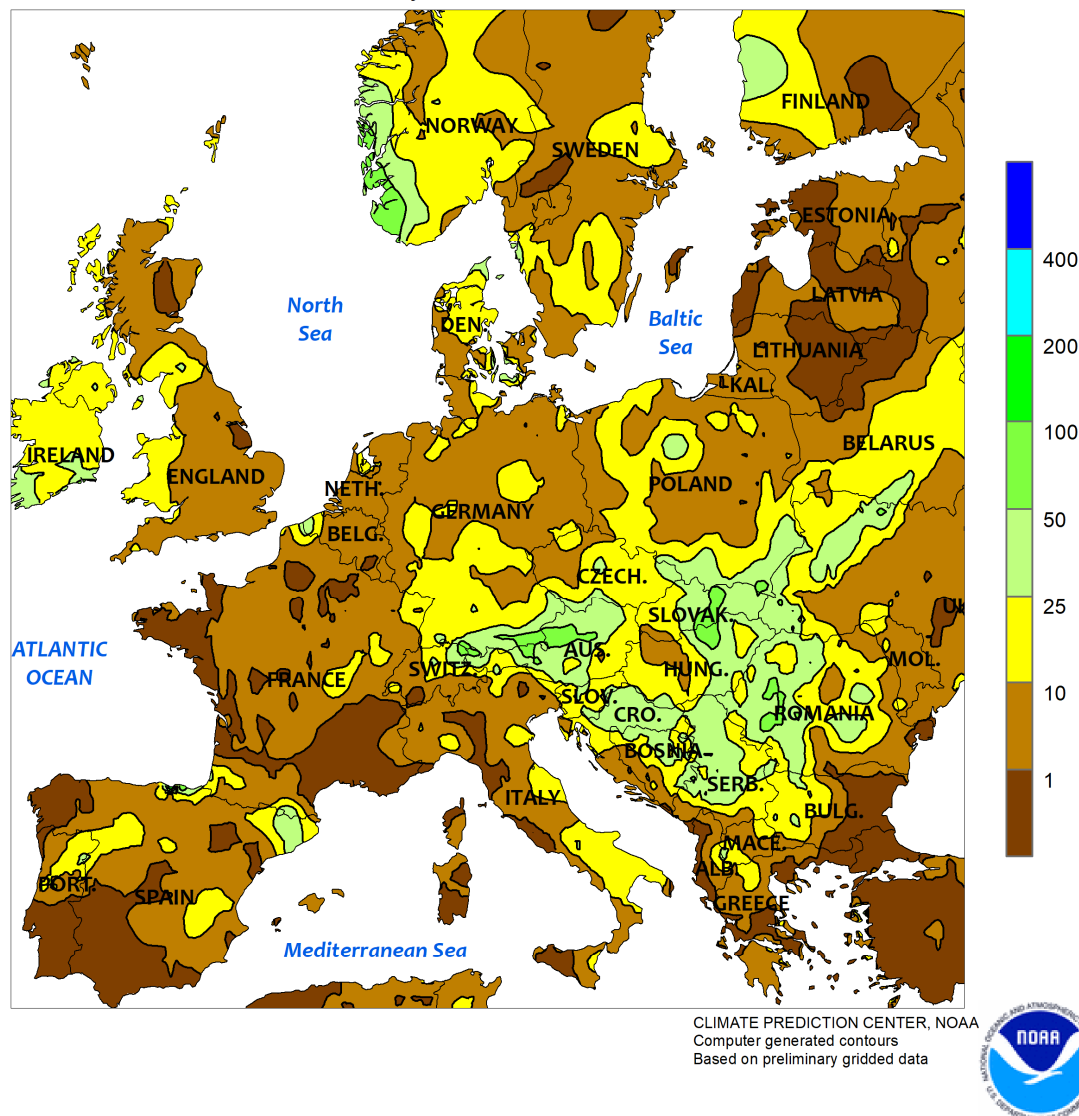 FINLAND
NORWAY
SWEDEN
ESTONIA
North
Sea
LATVIA
DEN.
Baltic
Sea
LITHUANIA
KAL.
IRELAND
BELARUS
ENGLAND
NETH.
POLAND
GERMANY
BELG.
CZECH.
SLOVAK.
ATLANTIC
OCEAN
AUS.
MOL.
SWITZ.
HUNG.
FRANCE
SLOV.
CRO.
ROMANIA
BOSNIA
SERB.
ITALY
BULG.
MACE.
ALB.
PORT.
SPAIN
GREECE
Mediterranean Sea
400
200
100
50
25
10
1
CLIMATE PREDICTION CENTER, NOAA
Computer generated contours
Based on preliminary gridded data
NOAA